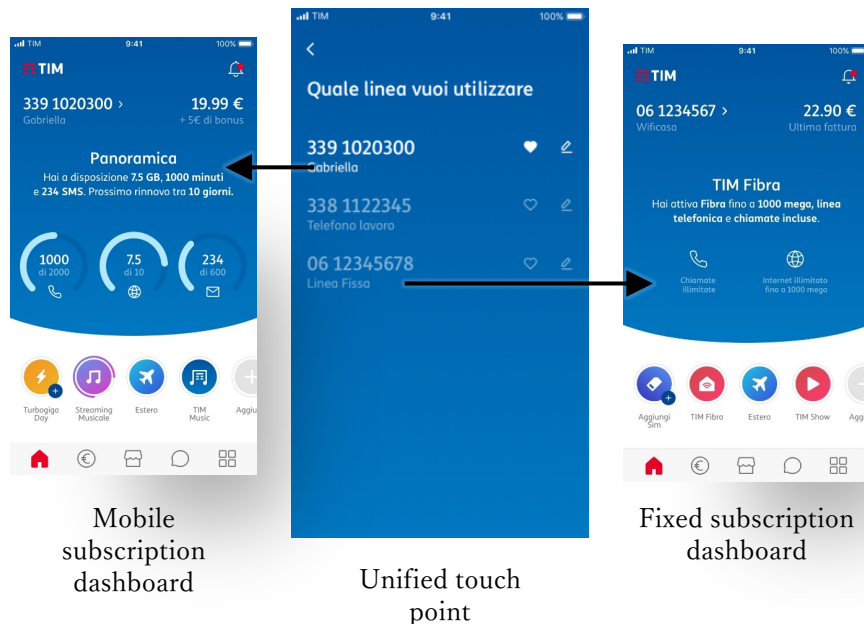 TIM 9:41 100%
TIM
339 1020300 > 19.99 €
Gabriella + 5€ di bonus
Panoramica
Hai a disposizione 7.5 GB, 1000 minuti
e 234 SMS. Prossimo rinnovo tra 10 giorni.
1000 7.5 234
di 2000 di 10 di 600
Turbogiga Streaming Estero TIM Aggiu
Day Musicale Music
Mobile
subscription
dashboard
TIM 9:41 100%
Quale linea vuoi utilizzare
339 1020300
Gabriella
338 1122345
Telefono lavoro
06 12345678
Linea Fissa
Unified touch
point
TIM 9:41 100%
TIM
06 1234567 > 22.90 €
Wificasa Ultima fattura
TIM Fibra
Hai attiva Fibra fino a 1000 mega, linea
telefonica e chiamate incluse.
Chiamate Internet illimitato
illimitate fino a 1000 mega
Aggiungi TIM Fibra Estero TIM Show Agg
Sim
Fixed subscription
dashboard